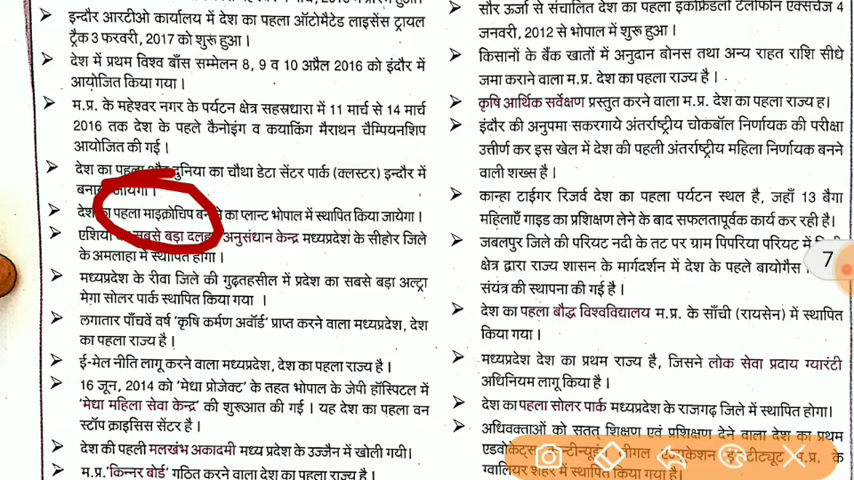 इन्दौर आरटीओ कार्यालय में देश का पहला ऑटोमैटेड लाइसेंस ट्रायल
ट्रैक 3 फरवरी, 2017 को शुरू हुआ ।
देश में प्रथम विश्व बाँस सम्मेलन 8, 9 व 10 अप्रैल 2016 को इंदौर में
आयोजित किया गया ।
म.प्र. के महेश्वर नगर के पर्यटन क्षेत्र सहसधारा में 11 मार्च से 14 मार्च
2016 तक देश के पहले कैनोइंग व कयाकिंग मैराथन चैम्पियनशिप
आयोजित की गई ।
देश का पहला और दुनिया का चौथा डेटा सेंटर पार्क (क्लस्टर) इन्दौर में
जायेगा ।
देश का पहला माइक्रोचिप का प्लान्ट भोपाल में स्थापित किया जायेगा ।
एशिया सबसे बड़ा अनुसंधान केन्द्र मध्यप्रदेश के सीहोर जिले
के अमलाहा में स्थापित होगा ।
मध्यप्रदेश के रीवा जिले की गुढ़तहसील में प्रदेश का सबसे बड़ा अल्ट्रा
मेगा सोलर पार्क स्थापित किया गया ।
लगातार पाँचवें वर्ष 'कृषि कर्मण अवॉर्ड' प्राप्त करने वाला मध्यप्रदेश, देश
का पहला राज्य है ।
ई-मेल नीति लागू करने वाला मध्यप्रदेश, देश का पहला राज्य है ।
16 जून, 2014 को 'मेधा प्रोजेक्ट' के तहत भोपाल के जेपी हॉस्पिटल में
'मेधा महिला सेवा केन्द्र' की शुरूआत की गई । यह देश का पहला वन
स्टॉप क्राइसिस सेंटर है ।
देश की पहली मलखंभ अकादमी मध्य प्रदेश के उज्जैन में खोली गयी।
म.प्र.'किन्नर बोर्ड' गठित करने वाला देश का पहला राज्य है ।
सौर ऊर्जा से संचालित देश का पहला इकोफ्रेंडली टेलीफोन एक्सचेंज 4
जनवरी, 2012 से भोपाल में शुरू हुआ ।
किसानों के बैंक खातों में अनुदान बोनस तथा अन्य राहत राशि सीधे
जमा कराने वाला म.प्र. देश का पहला राज्य है ।
कृषि आर्थिक सर्वेक्षण प्रस्तुत करने वाला म.प्र. देश का पहला राज्य ह।
इंदौर की अनुपमा सकरगाये अंतर्राष्ट्रीय चोकबॉल निर्णायक की परीक्षा
उत्तीर्ण कर इस खेल में देश की पहली अंतर्राष्ट्रीय महिला निर्णायक बनने
वाली शख्स है ।
कान्हा टाईगर रिजर्व देश का पहला पर्यटन स्थल है, जहाँ 13 बैगा
महिलाएँ गाइड का प्रशिक्षण लेने के बाद सफलतापूर्वक कार्य कर रही है।
जबलपुर जिले की परियट नदी के तट पर ग्राम पिपरिया परियट में
क्षेत्र द्वारा राज्य शासन के मार्गदर्शन में देश के पहले बायोगैस
संयंत्र की स्थापना की गई है ।
7
देश का पहला बौद्ध विश्वविद्यालय म.प्र. के साँची (रायसेन) में स्थापित
किया गया ।
मध्यप्रदेश देश का प्रथम राज्य है, जिसने लोक सेवा प्रदाय ग्यारंटी
अधिनियम लागू किया है ।
देश का पहला सोलर पार्क मध्यप्रदेश के राजगढ़ जिले में स्थापित होगा।
अधिवक्ताओं को सतत् शिक्षण एवं प्रशिक्षण देने वाला देश का प्रथम
म.प्र. के
ग्वालियर शहर में स्थापित किया गया है।